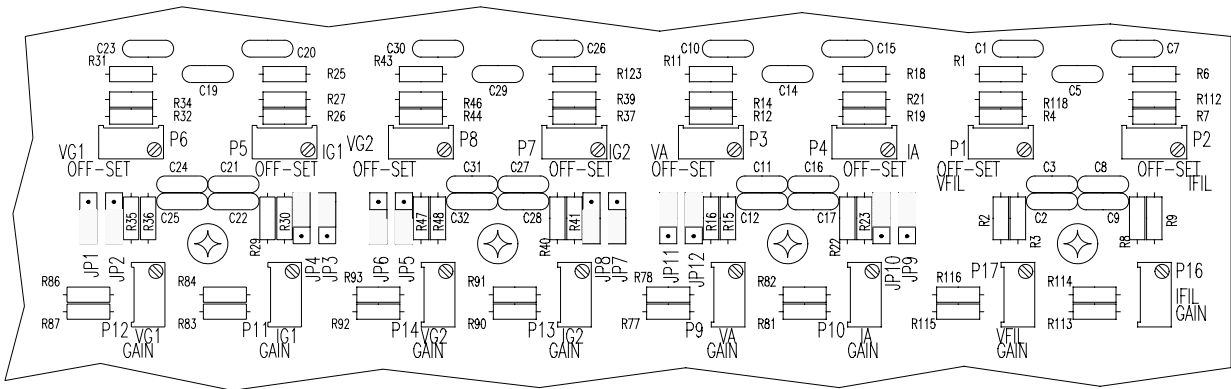 C23 C20 C30 C26 C10 C15 C1 C7
R31 R43 R11 R1
R25 R123 R18 R6
C19 C29 C14 C5
R34 R27 R46 R39 R14 R21 R118 R112
R32 R26 R44 R37 R12 R19 R4 R7
P6 P5 P8 P7 P3 P4 P1 P2
VG1 IG1 VG2 IG2 VA IA
OFF-SET OFF-SET OFF-SET OFF-SET OFF-SET OFF-SET OFF-SET OFF-SET
VFIL IFIL
C24 C21 C31 C27 C11 C16 C3 C8
C25 C22 C32 C28 C12 C17 C2 C9
R35 R36 R29 R30 R47 R48 R40 R41 R16 R15 R22 R23 R2 R3 R8 R9
JP1 JP2 JP4 JP3 JP6 JP5 JP8 JP7 JP11 JP12 JP10 JP9
R86 R84 R93 R91 R78 R82 R116 P17 R114 P16
R87 R83 R92 R90 R77 R81 R115 R113
P12 P11 P14 P13 P9 P10
VG1 IG1 VG2 IG2 VA IA VFIL IFIL
GAIN GAIN GAIN GAIN GAIN GAIN GAIN GAIN